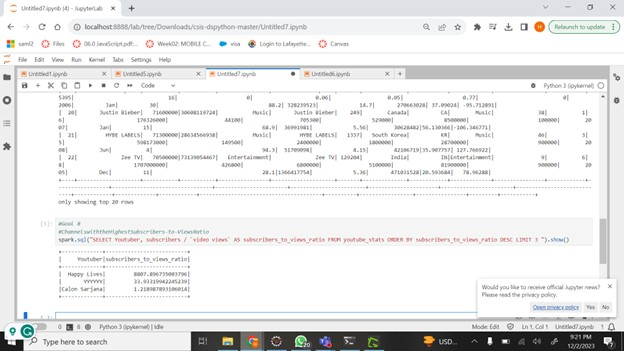 Untitled7.ipynb (4) - JupyterLab
localhost:8888/lab/tree/Downloads/csis-dspython-master/Untitled7.ipynb
Relaunch to update
saml2 Files 06.0 JavaScript.pdf... Week02: MOBILE C... visa Login to Lafayette... Canvas
File Edit View Run Kernel Tabs Settings Help
Untitled1.ipynb Untitled5.ipynb Untitled7.ipynb Untitled6.ipynb
Code Python 3 (ipykernel)
5395| 16| 0| 0.06| 0.05| 0.77| 0|
2006| Jan| 30| 88.2| 328239523| 14.7| 270663028| 37.09024| -95.712891|
| 20| Justin Bieber| 71600000|30608119724| Music| Justin Bieber| 249| Canada| CA| Music| 38| 1|
176326000| 44100| 705300| 529000| 8500000| 100000| 20
07| Jan| 15| 68.9| 36991981| 5.56| 30628482|56.130366|-106.346771|
| 21| HYBE LABELS| 71300000|28634566938| Music| HYBE LABELS| 1337| South Korea| KR| Music| 46| 3|
598173000| 149500| 2400000| 1800000| 28700000| 900000| 20
08| Jun| 4| 94.3| 51709098| 4.15| 42106719|35.907757| 127.766922|
| 22| Zee TV| 70500000|73139054467| Entertainment| Zee TV| 129204| India| IN|Entertainment| 9| 6|
1707000000| 426800| 6800000| 5100000| 81900000| 900000| 20
05| Dec| 11| 28.1|1366417754| 5.36| 471031528|20.593684| 78.96288|
only showing top 20 rows
[5]: #Goal #
#ChannelswiththeHighestSubscribers-to-ViewsRatio
spark.sql("SELECT Youtuber, subscribers / `video views` AS subscribers_to_views_ratio FROM youtube_stats ORDER BY subscribers_to_views_ratio DESC LIMIT 3 ").show()
| Youtuber|subscribers_to_views_ratio|
| Happy Lives| 8807.896735003796|
| YYYYYY| 33.93319942245239|
|Calon Sarjana| 1.218987893106014|
Would you like to receive official Jupyter news?
Please read the privacy policy.
Open privacy policy Yes No
Python 3 (ipykernel) | Idle Mode: Edit Ln 1, Col 1 Untitled7.ipynb 1
Type here to search
USD...
9:21 PM
12/2/2023